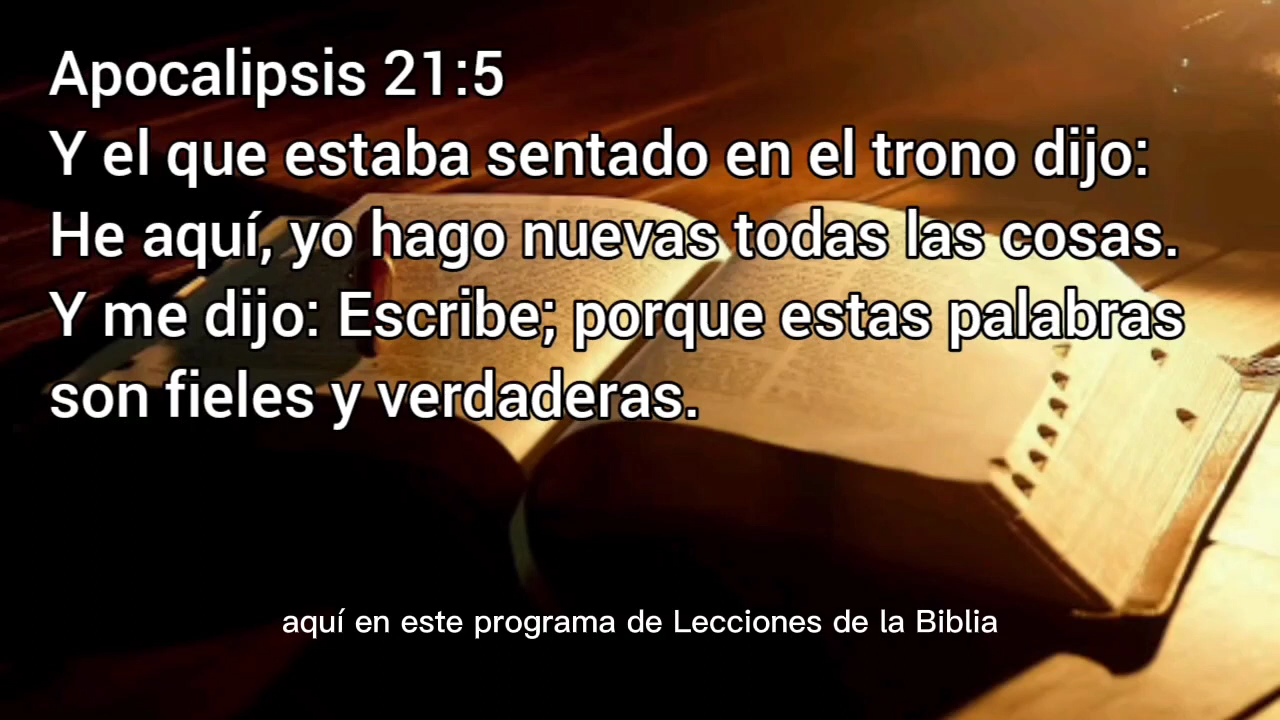 Apocalipsis 21:5
Y el que estaba sentado en el trono dijo:
He aquí, yo hago nuevas todas las cosas.
Y me dijo: Escribe; porque estas palabras
son fieles y verdaderas.
aquí en este programa de Lecciones de la Biblia